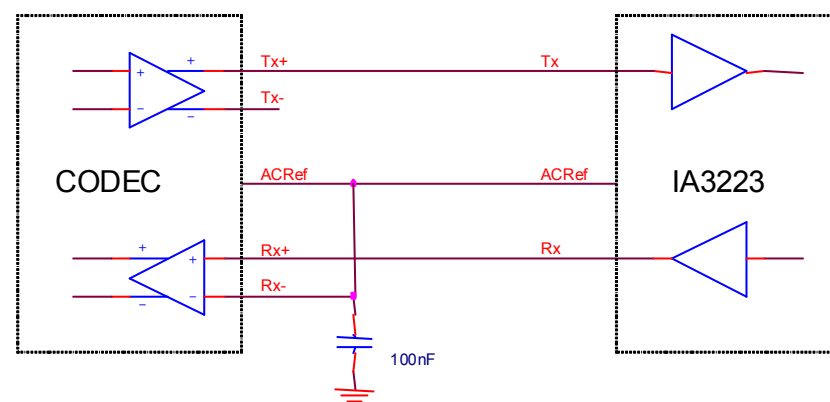 Tx+ Tx
Tx-
CODEC ACRef ACRef IA3223
Rx+ Rx
Rx-
100nF
+ + − −
+ + − −